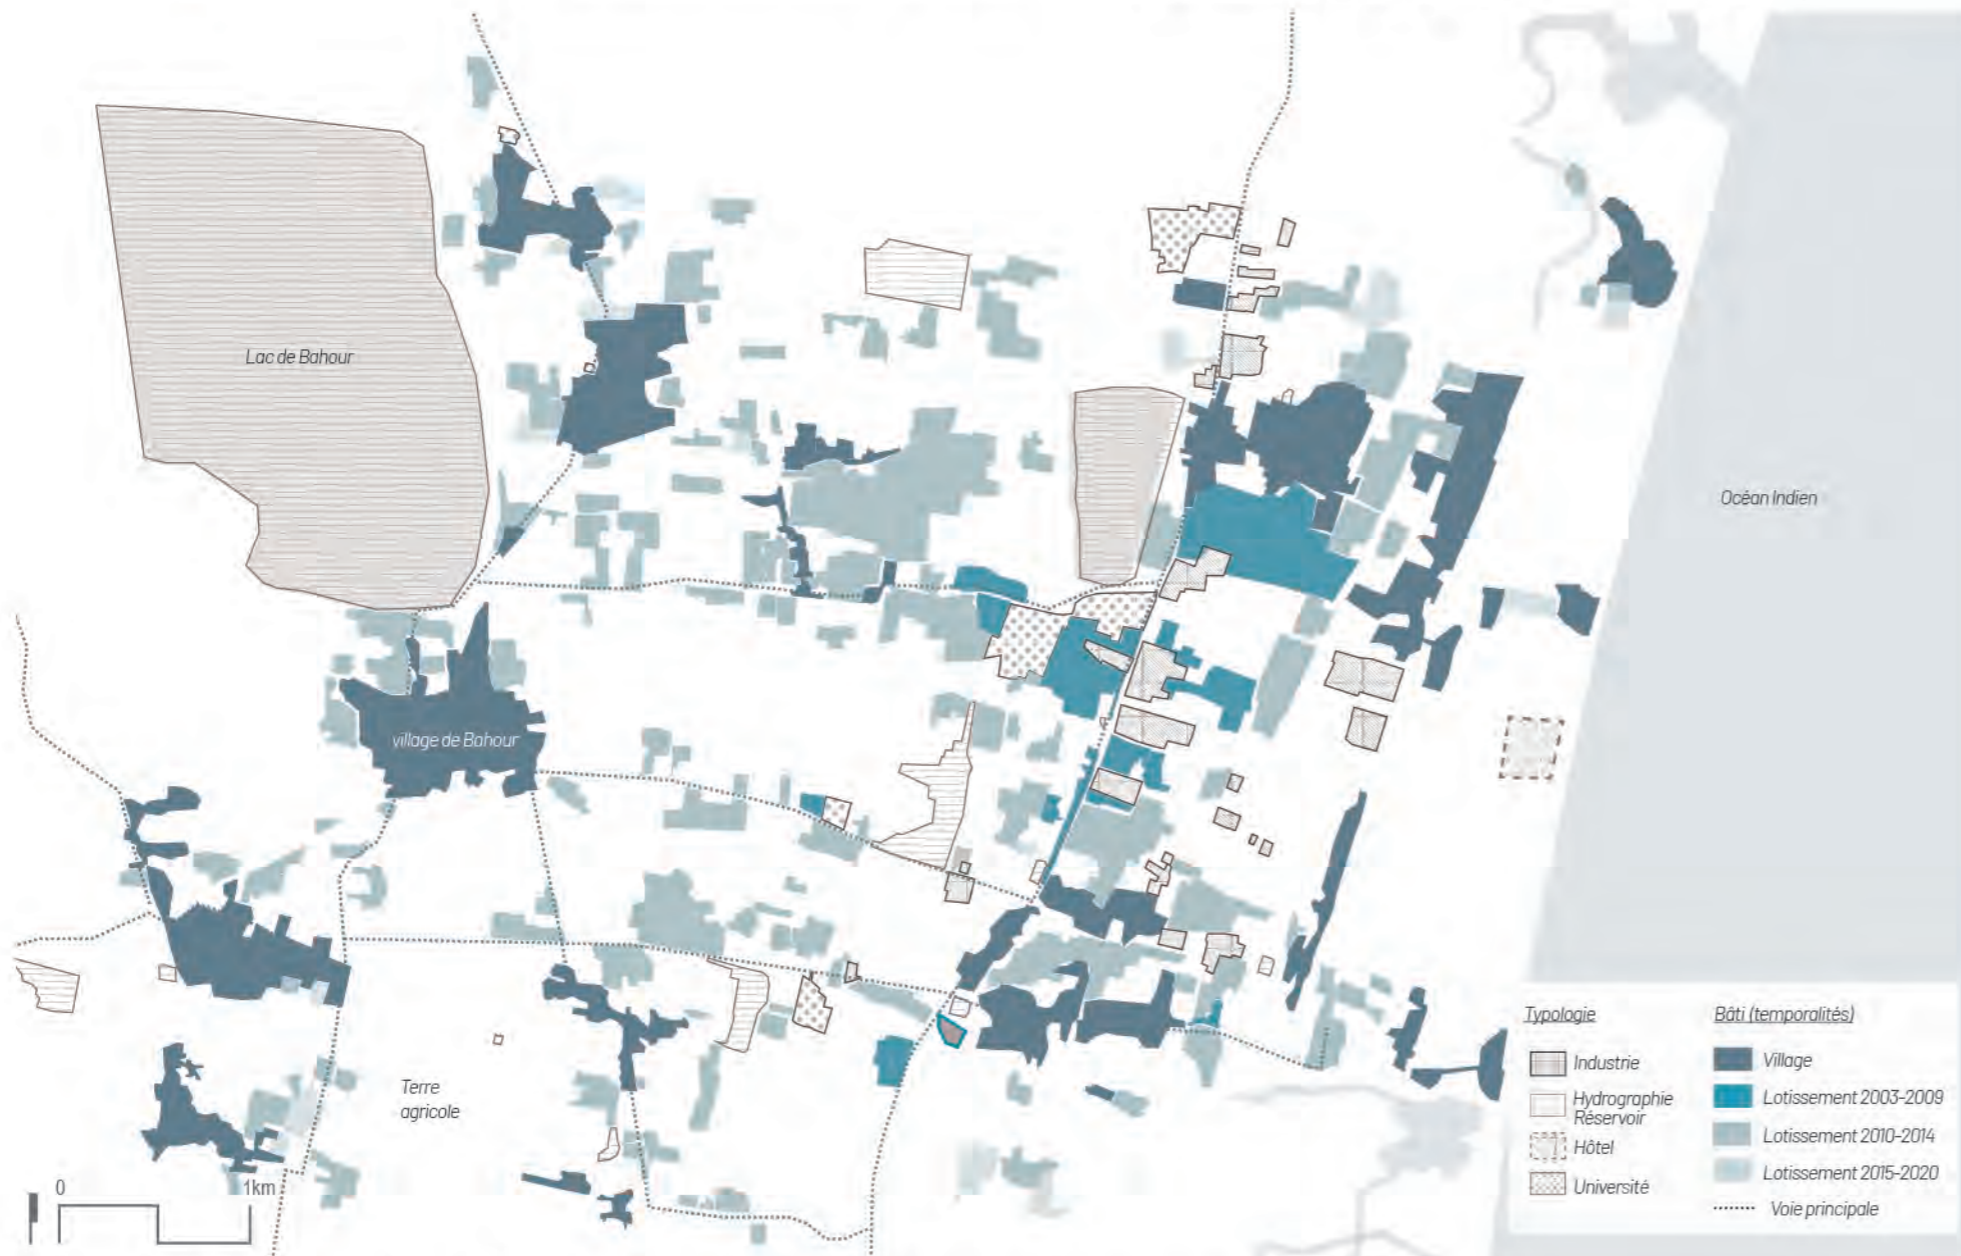 Lac de Bahour
Océan Indien
village de Bahour
Terre
agricole
0 1km
Typologie
Industrie
Hydrographie
Réservoir
Hôtel
Université
Bâti (temporalités)
Village
Lotissement 2003-2009
Lotissement 2010-2014
Lotissement 2015-2020
Voie principale